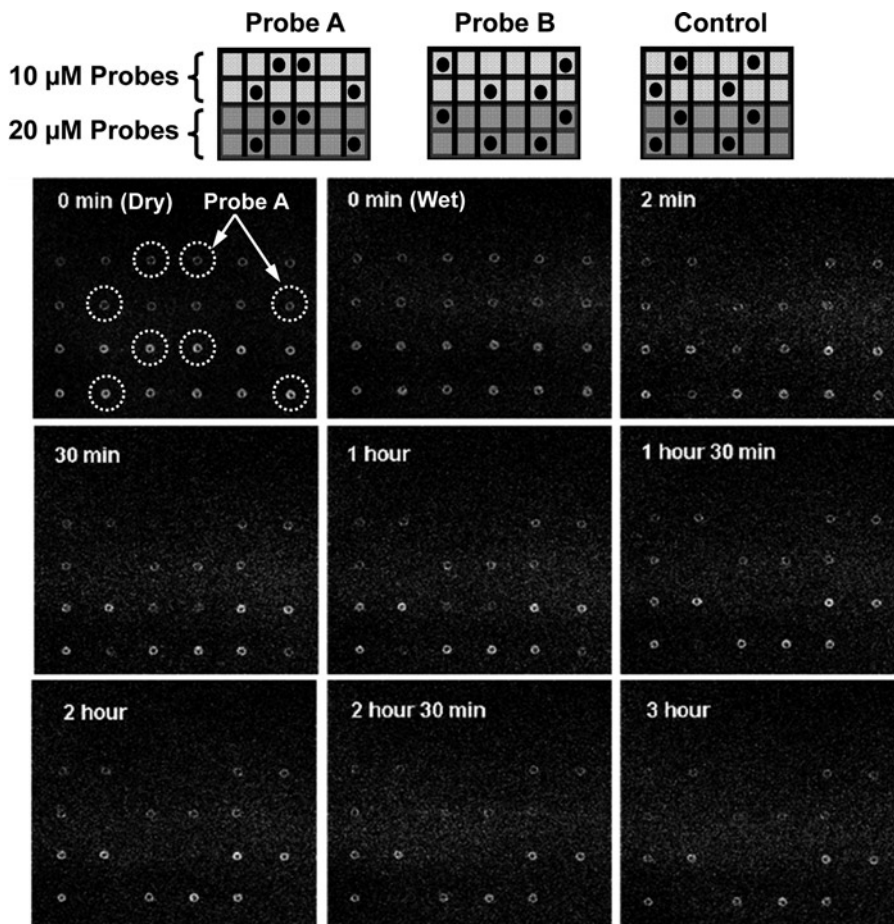 Probe A
Probe B
Control
10 µM Probes
20 µM Probes
0 min (Dry)
Probe A
0 min (Wet)
2 min
30 min
1 hour
1 hour 30 min
2 hour
2 hour 30 min
3 hour